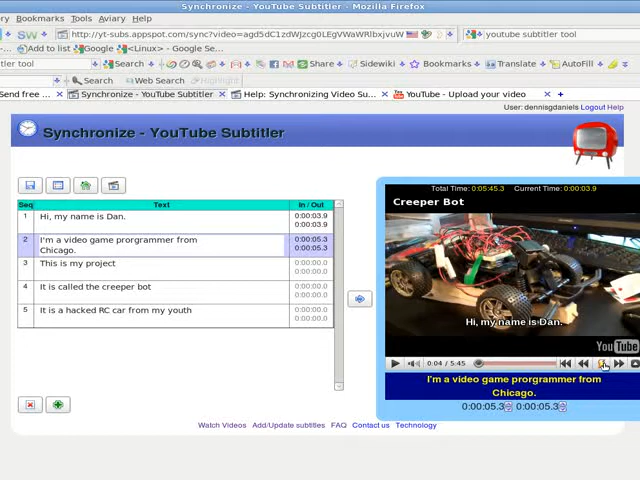 Synchronize - YouTube Subtitler - Mozilla Firefox
ory Bookmarks Tools Aviary Help
http://yt-subs.appspot.com/sync?video=
youtube subtitler tool
Add to list Google <Linux> - Google Se...
tler tool Search Share Sidewiki Bookmarks Translate AutoFill
Search Web Search Highlight
Send free ... Synchronize - YouTube Subtitler Help: Synchronizing Video Su... YouTube - Upload your video
User: dennisdaniels Logout Help
Synchronize - YouTube Subtitler
Seq Text In / Out
1 Hi, my name is Dan. 0:00:03.9
0:00:03.9
2 I'm a video game prorgrammer from 0:00:05.3
Chicago. 0:00:05.3
3 This is my project 0:00:00.0
0:00:00.0
4 It is called the creeper bot 0:00:00.0
0:00:00.0
5 It is a hacked RC car from my youth 0:00:00.0
0:00:00.0
Total Time: 0:05:45.3 Current Time: 0:00:03.9
Creeper Bot
Hi, my name is Dan.
YouTube
0:04 / 5:45
I'm a video game prorgrammer from
Chicago.
0:00:05.3 0:00:05.3
Watch Videos Add/Update subtitles FAQ Contact us Technology